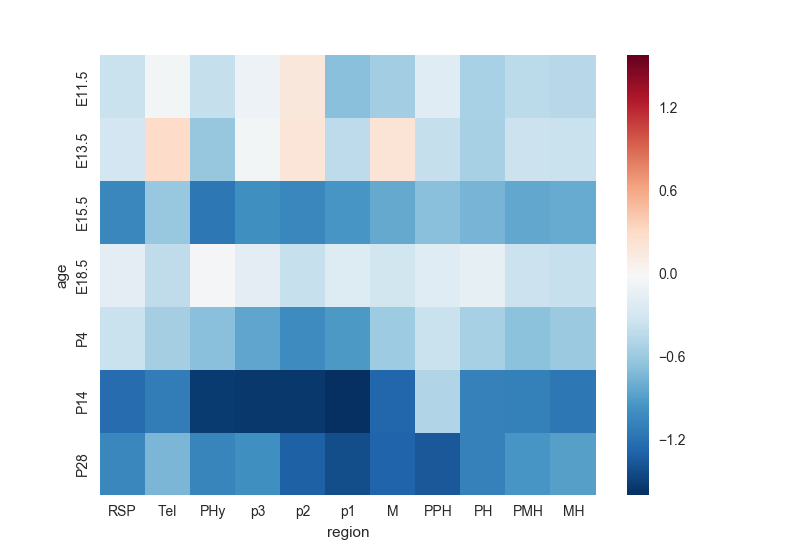 E11.5
E13.5
E15.5
E18.5
P4
P14
P28
age
RSP Tel PHy p3 p2 p1 M PPH PH PMH MH
region
1.2
0.6
0.0
−0.6
−1.2